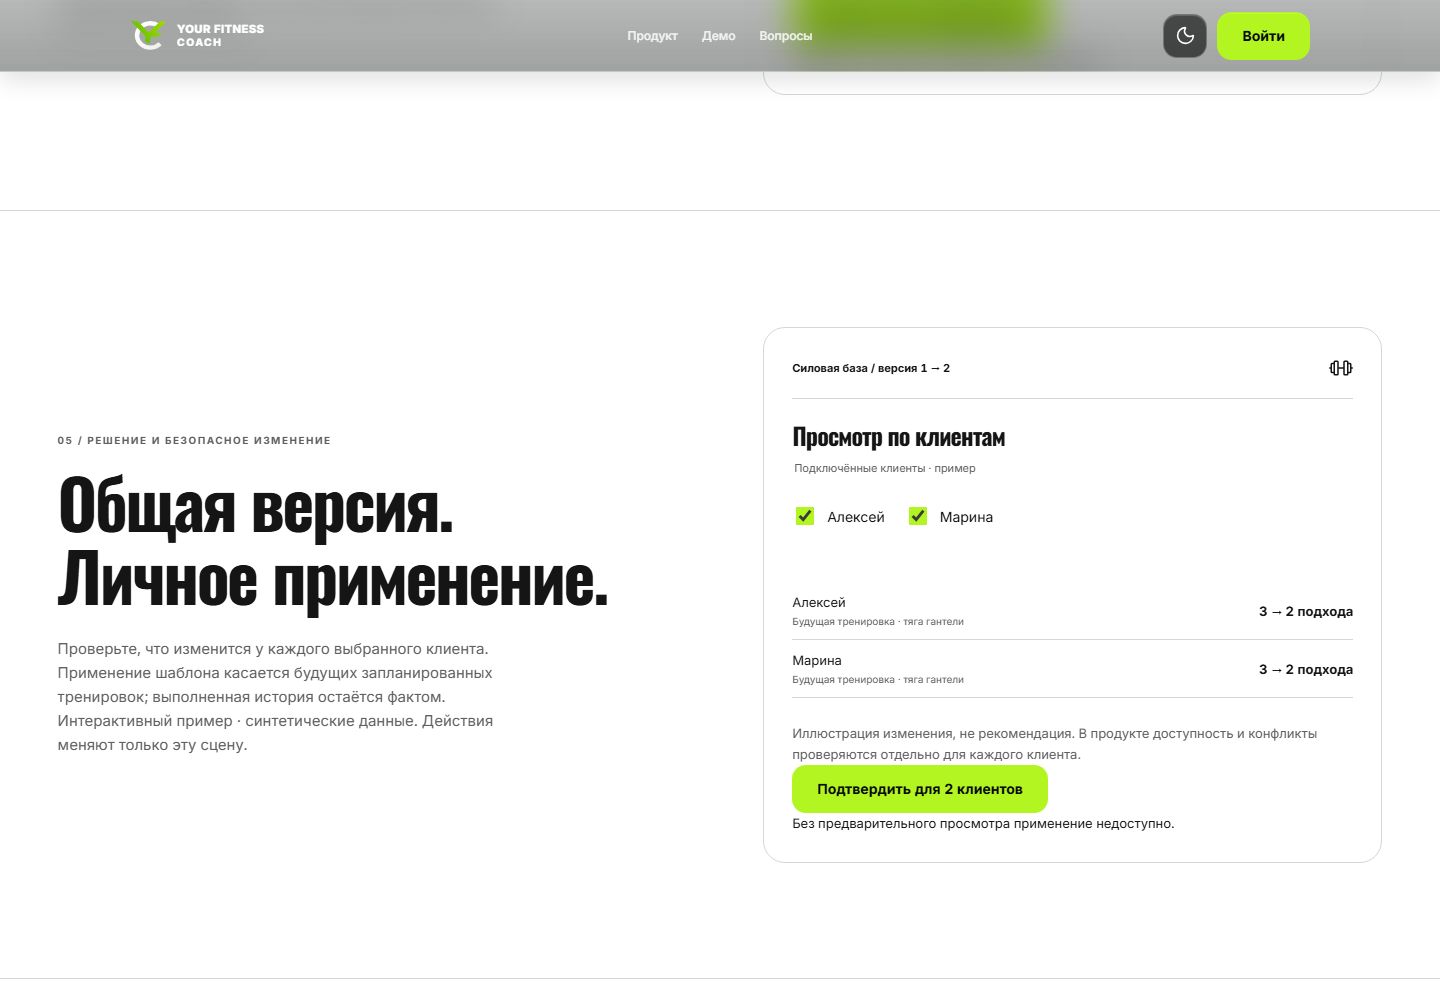 YOUR FITNESS
COACH
Продукт
Демо
Вопросы
Войти
05 / РЕШЕНИЕ И БЕЗОПАСНОЕ ИЗМЕНЕНИЕ
Общая версия.
Личное применение.
Проверьте, что изменится у каждого выбранного клиента.
Применение шаблона касается будущих запланированных
тренировок; выполненная история остаётся фактом.
Интерактивный пример · синтетические данные. Действия
меняют только эту сцену.
Силовая база / версия 1 → 2
Просмотр по клиентам
Подключённые клиенты · пример
Алексей
Марина
Алексей
Будущая тренировка · тяга гантели
3 → 2 подхода
Марина
Будущая тренировка · тяга гантели
3 → 2 подхода
Иллюстрация изменения, не рекомендация. В продукте доступность и конфликты
проверяются отдельно для каждого клиента.
Подтвердить для 2 клиентов
Без предварительного просмотра применение недоступно.